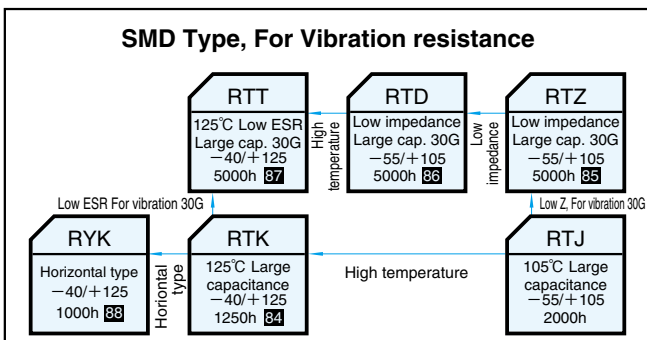 SMD Type, For Vibration resistance
RTT
125℃ Low ESR
Large cap. 30G
−40/+125
5000h 87
High
temperature
RTD
Low impedance
Large cap. 30G
−55/+105
5000h 86
Low
impedance
RTZ
Low impedance
Large cap. 30G
−55/+105
5000h 85
Low ESR For vibration 30G
Low Z, For vibration 30G
RYK
Horizontal type
−40/+125
1000h 88
Horiontal
type
RTK
125℃ Large
capacitance
−40/+125
1250h 84
High temperature
RTJ
105℃ Large
capacitance
−55/+105
2000h